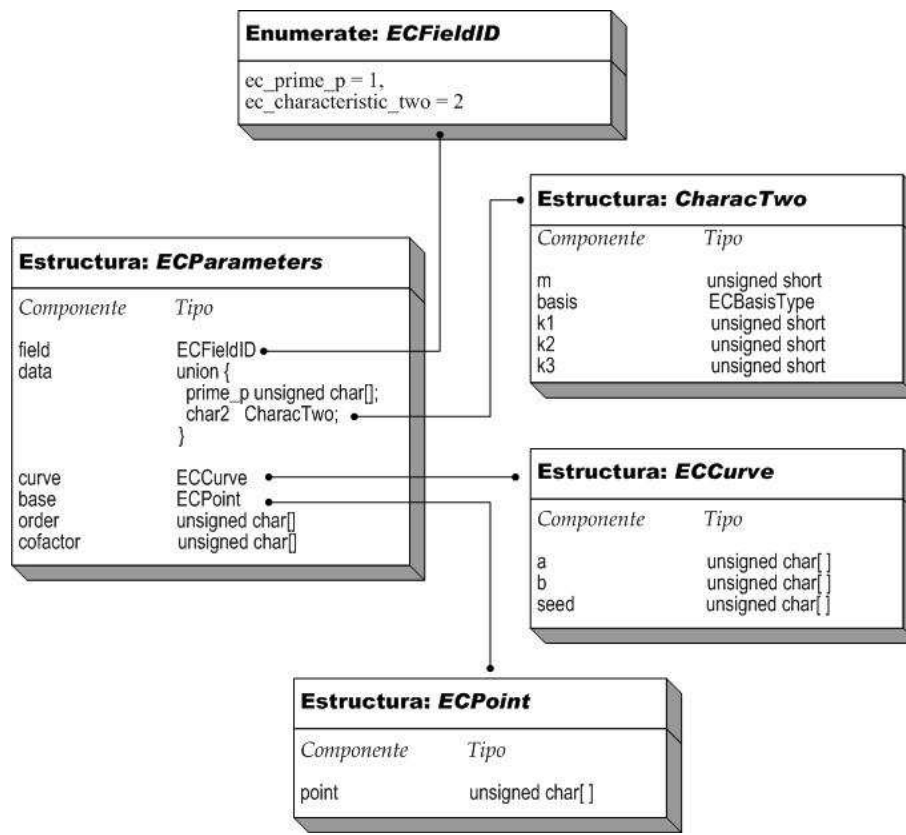 Enumerate: ECFieldID
ec_prime_p = 1,
ec_characteristic_two = 2
Estructura: CharacTwo
Componente Tipo
m unsigned short
basis ECBasisType
k1 unsigned short
k2 unsigned short
k3 unsigned short
Estructura: ECParameters
Componente Tipo
field ECFieldID
data union {
prime_p unsigned char[];
char2 CharacTwo;
}
curve ECCurve
base ECPoint
order unsigned char[]
cofactor unsigned char[]
Estructura: ECCurve
Componente Tipo
a unsigned char[ ]
b unsigned char[ ]
seed unsigned char[ ]
Estructura: ECPoint
Componente Tipo
point unsigned char[ ]